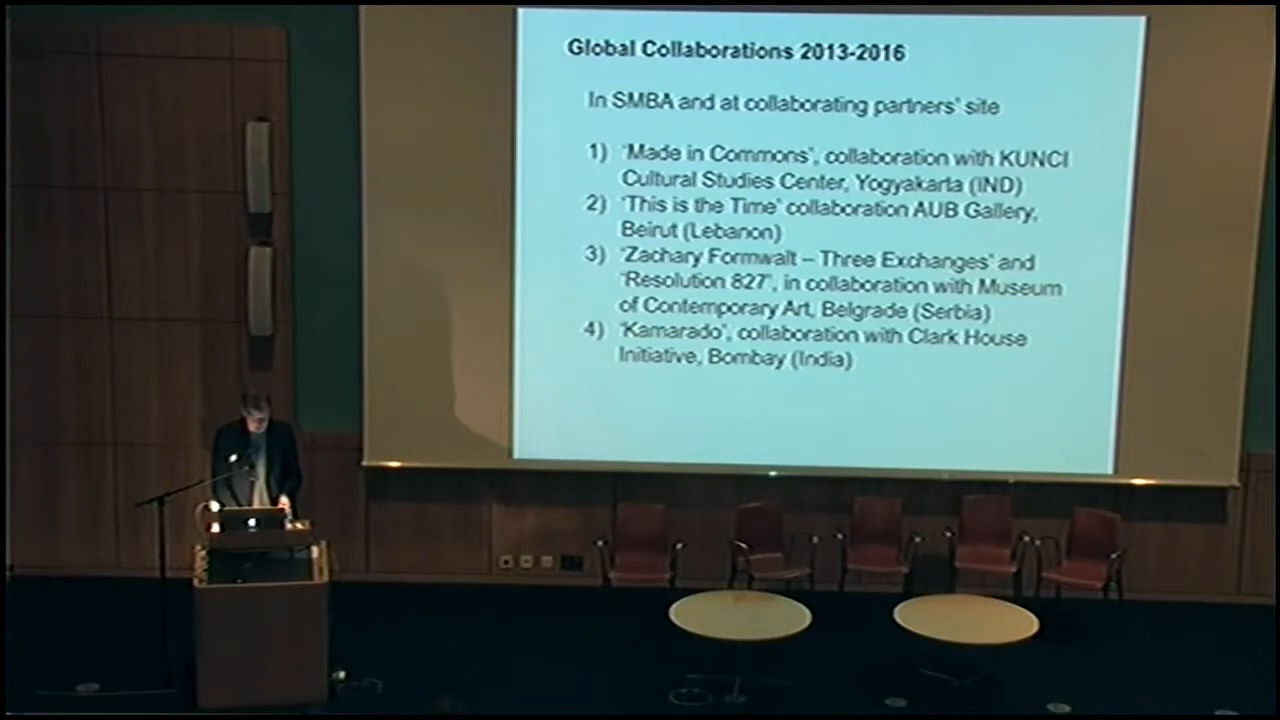 Global Collaborations 2013-2016
In SMBA and at collaborating partners' site
1) 'Made in Commons', collaboration with KUNCI
Cultural Studies Center, Yogyakarta (IND)
2) 'This is the Time' collaboration AUB Gallery,
Beirut (Lebanon)
3) 'Zachary Formwalt – Three Exchanges' and
'Resolution 827', in collaboration with Museum
of Contemporary Art, Belgrade (Serbia)
4) 'Kamarado', collaboration with Clark House
Initiative, Bombay (India)